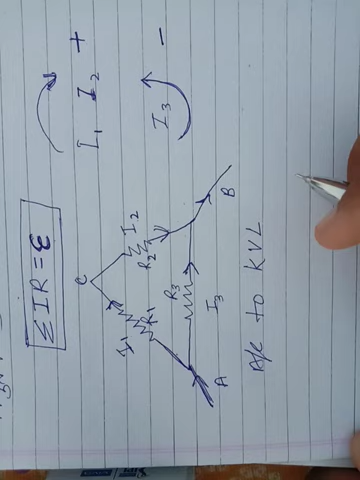 ΣIR = ε
I₁ I₂ +
I₃ −
C
I₁
R₁
R₂
I₂
R₃
I₃
A
B
A/c to KVL